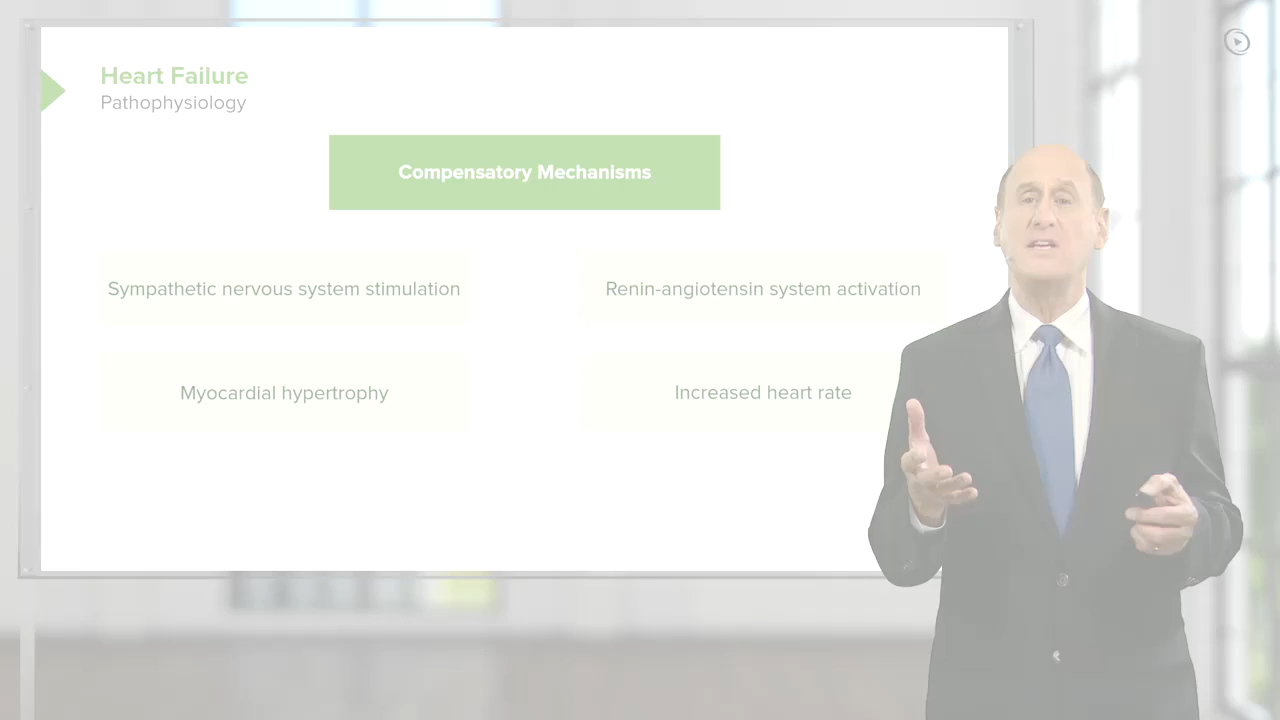 Heart Failure
Pathophysiology
Compensatory Mechanisms
Sympathetic nervous system stimulation
Renin-angiotensin system activation
Myocardial hypertrophy
Increased heart rate